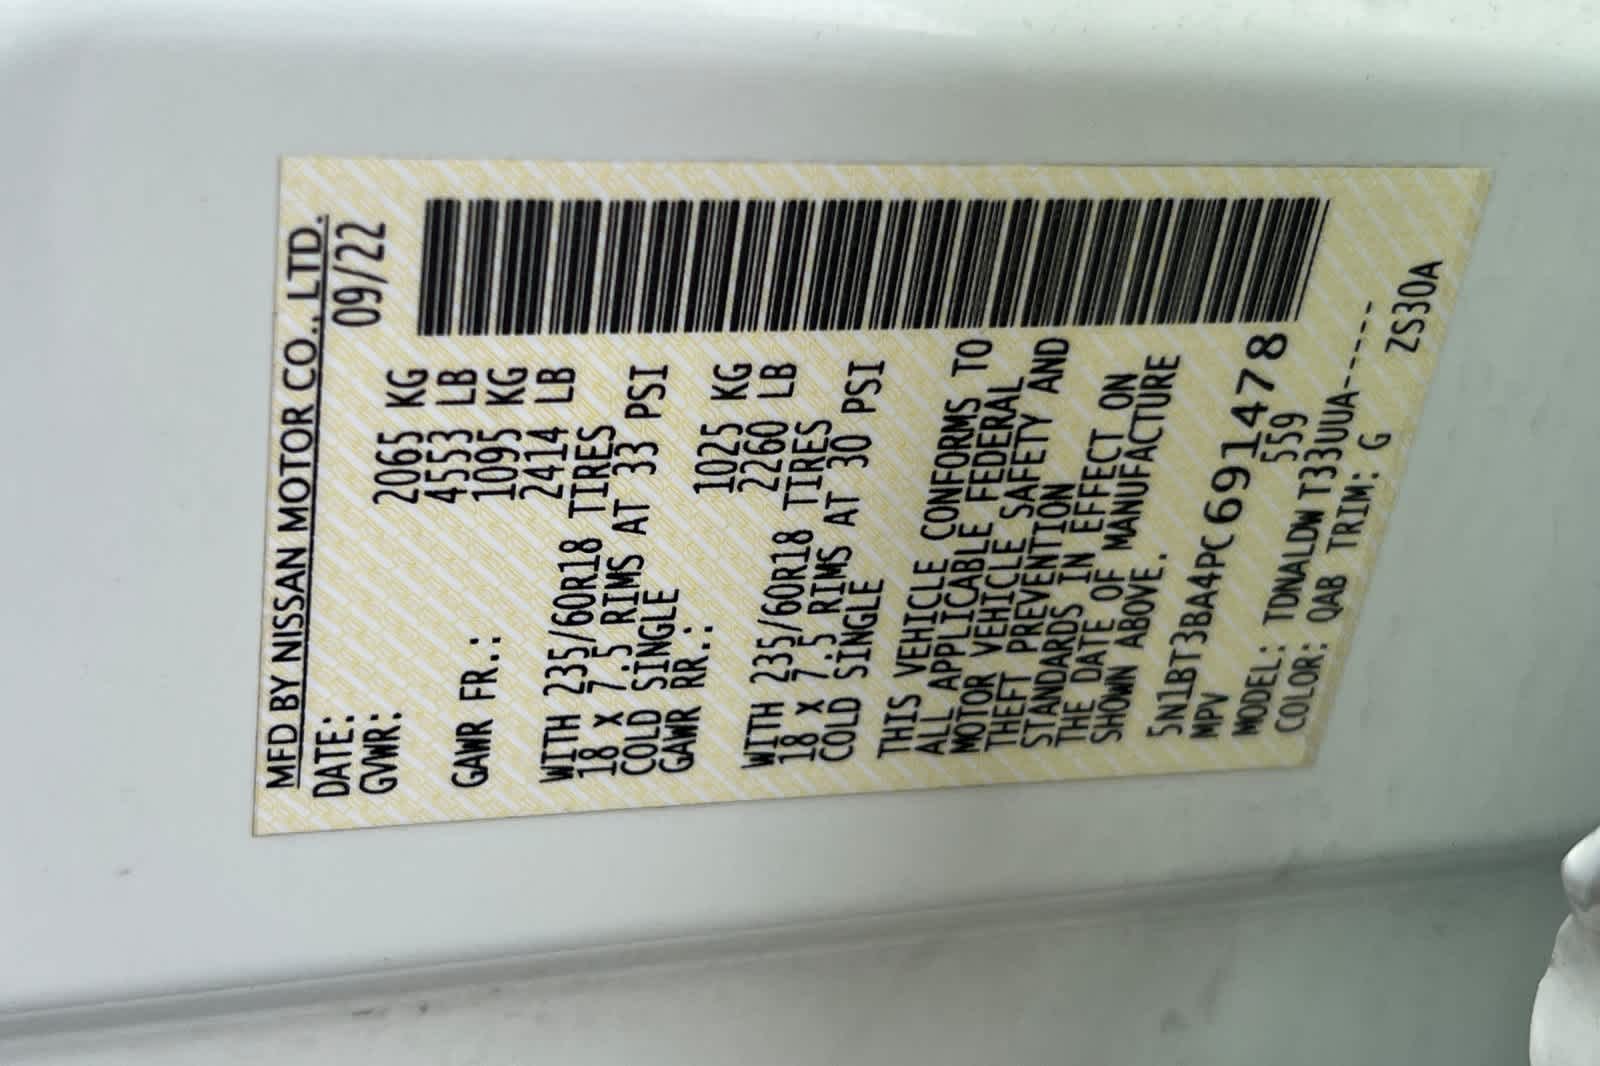 MFD BY NISSAN MOTOR CO., LTD.
DATE: 09/22
GVWR: 2065 KG
4553 LB
GAWR FR.: 1095 KG
2414 LB
WITH 235/60R18 TIRES
18 X 7.5 RIMS AT 33 PSI
COLD SINGLE
GAWR RR.: 1025 KG
2260 LB
WITH 235/60R18 TIRES
18 X 7.5 RIMS AT 30 PSI
COLD SINGLE
THIS VEHICLE CONFORMS TO
ALL APPLICABLE FEDERAL
MOTOR VEHICLE SAFETY AND
THEFT PREVENTION
STANDARDS IN EFFECT ON
THE DATE OF MANUFACTURE
SHOWN ABOVE.
5N1BT3BA4PC691478
MPV 559
MODEL: TDNALDW T33UUA-----
COLOR: QAB TRIM: G ZS30A